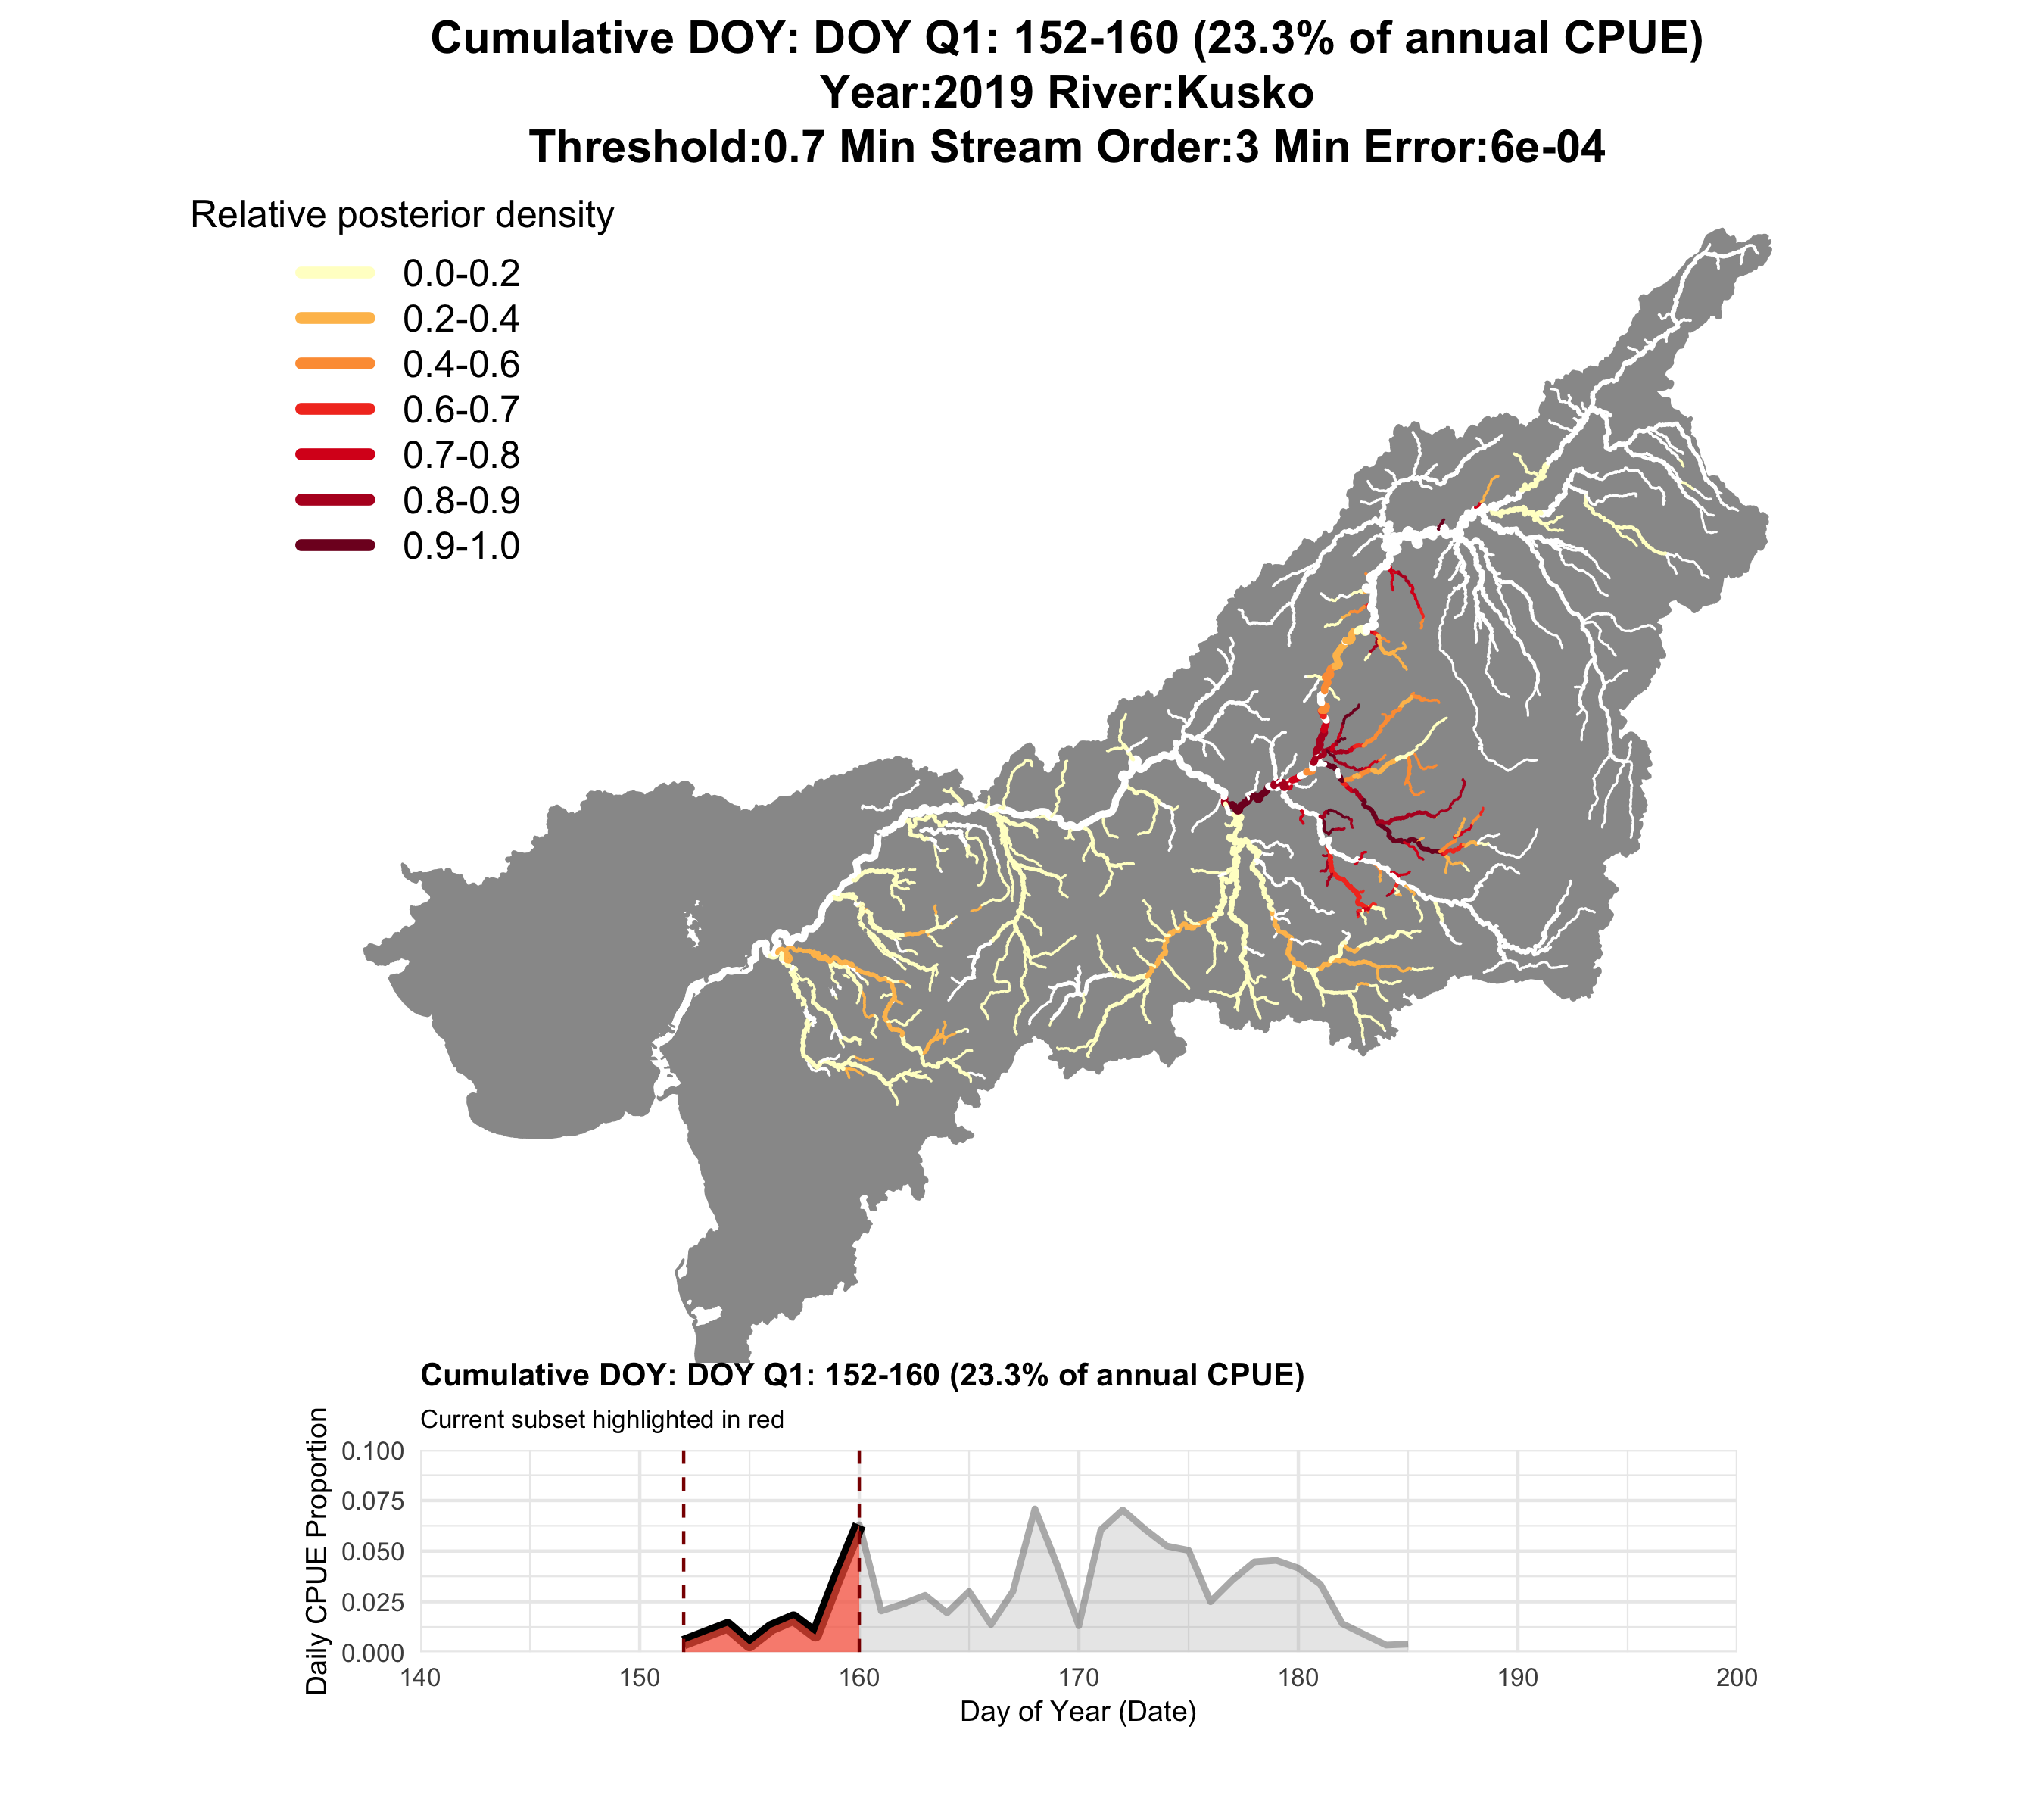 Cumulative DOY: DOY Q1: 152-160 (23.3% of annual CPUE)
Year:2019 River:Kusko
Threshold:0.7 Min Stream Order:3 Min Error:6e-04
Relative posterior density
0.0-0.2
0.2-0.4
0.4-0.6
0.6-0.7
0.7-0.8
0.8-0.9
0.9-1.0
Cumulative DOY: DOY Q1: 152-160 (23.3% of annual CPUE)
Current subset highlighted in red
Daily CPUE Proportion
0.100
0.075
0.050
0.025
0.000
140 150 160 170 180 190 200
Day of Year (Date)